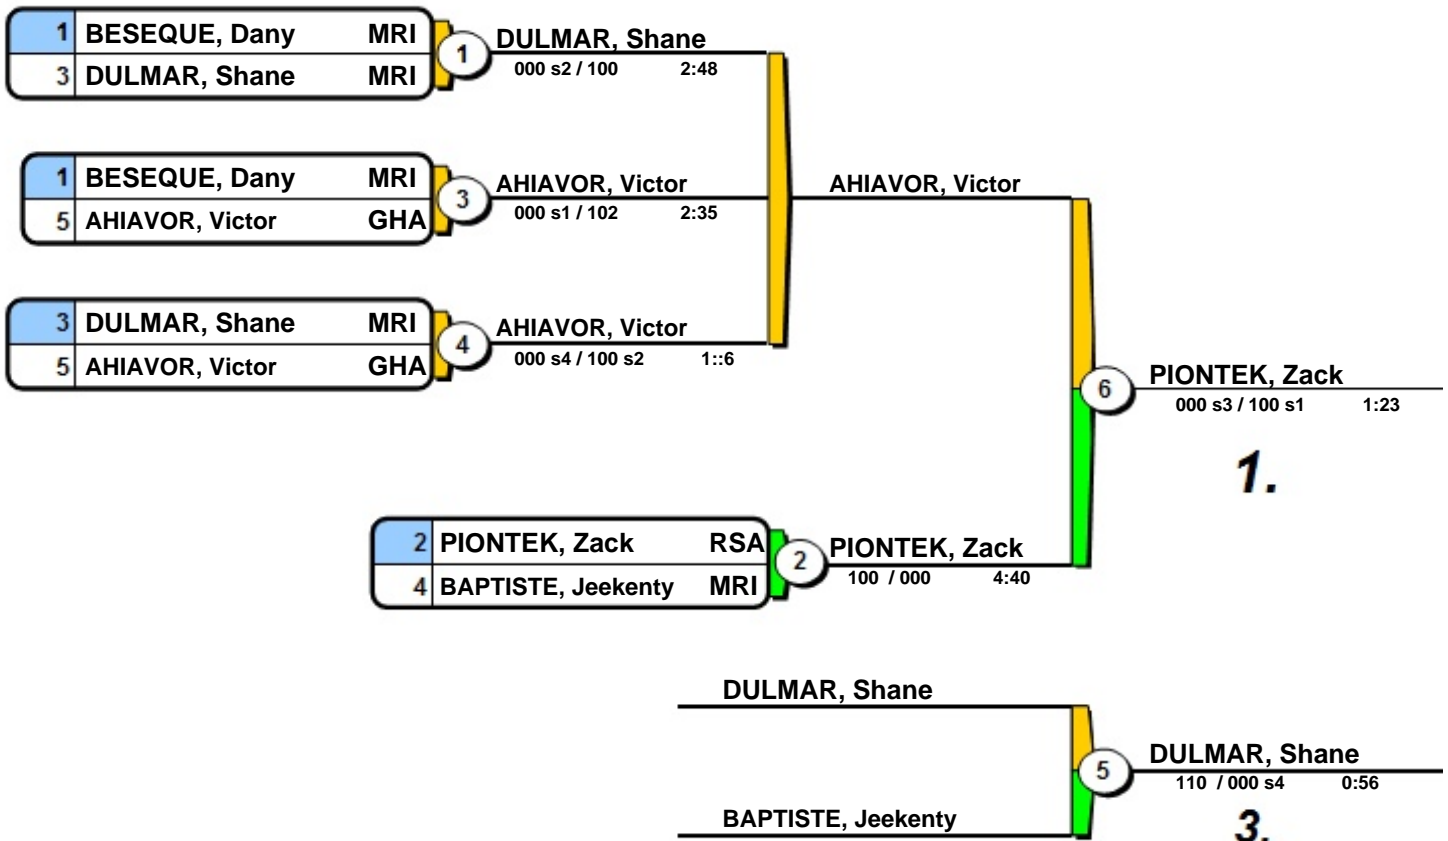 1 BESEQUE, Dany MRI
3 DULMAR, Shane MRI
1
DULMAR, Shane
000 s2 / 100 2:48
1 BESEQUE, Dany MRI
5 AHIAVOR, Victor GHA
3
AHIAVOR, Victor
000 s1 / 102 2:35
AHIAVOR, Victor
3 DULMAR, Shane MRI
5 AHIAVOR, Victor GHA
4
AHIAVOR, Victor
000 s4 / 100 s2 1::6
6
PIONTEK, Zack
000 s3 / 100 s1 1:23
1.
2 PIONTEK, Zack RSA
4 BAPTISTE, Jeekenty MRI
2
PIONTEK, Zack
100 / 000 4:40
DULMAR, Shane
BAPTISTE, Jeekenty
5
DULMAR, Shane
110 / 000 s4 0:56
3.